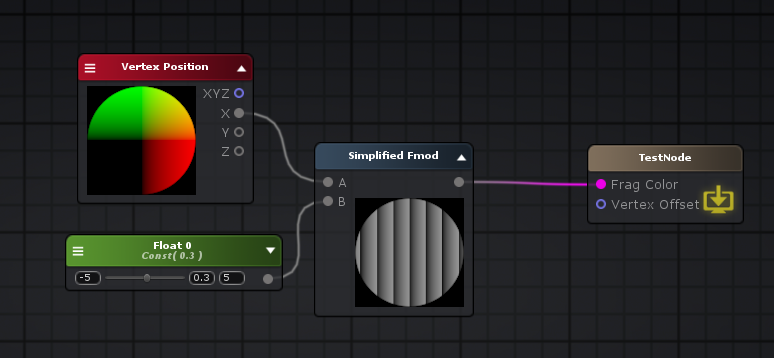 Vertex Position
XYZ
X
Y
Z
Simplified Fmod
A
B
TestNode
Frag Color
Vertex Offset
Float 0
Const( 0.3 )
-5 0.3 5